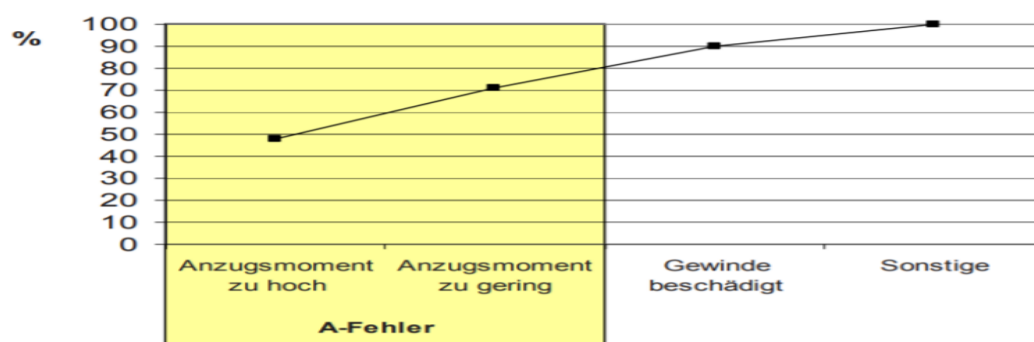 %
100
90
80
70
60
50
40
30
20
10
0
Anzugsmoment
zu hoch
Anzugsmoment
zu gering
Gewinde
beschädigt
Sonstige
A-Fehler